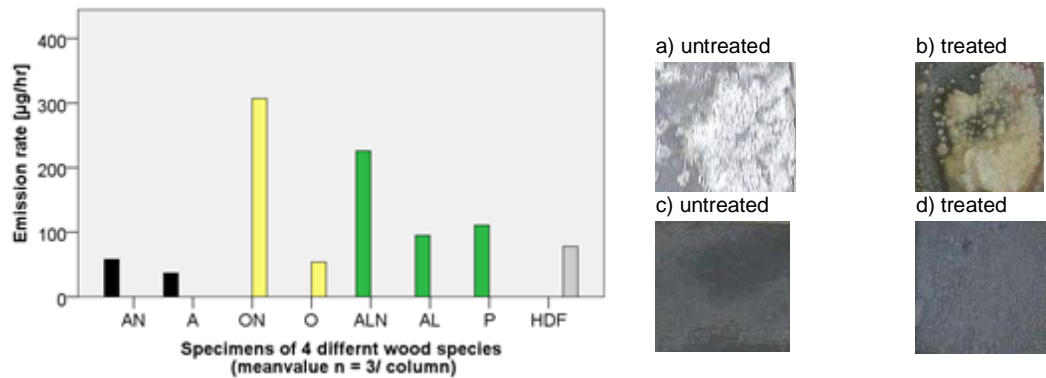 400
300
200
100
0
Emission rate [µg/hr]
AN A ON O ALN AL P HDF
Specimens of 4 differnt wood species
(meanvalue n = 3/ column)
a) untreated b) treated
c) untreated d) treated